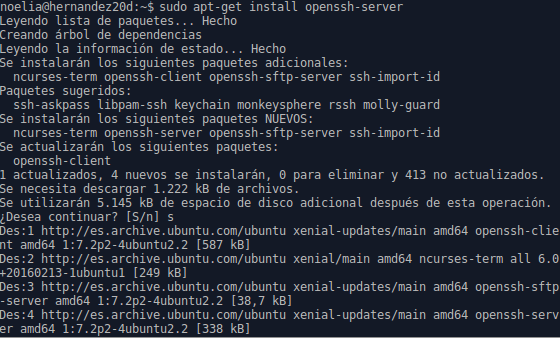 noelia@hernandez20d:~$ sudo apt-get install openssh-server
Leyendo lista de paquetes... Hecho
Creando árbol de dependencias
Leyendo la información de estado... Hecho
Se instalarán los siguientes paquetes adicionales:
  ncurses-term openssh-client openssh-sftp-server ssh-import-id
Paquetes sugeridos:
  ssh-askpass libpam-ssh keychain monkeysphere rssh molly-guard
Se instalarán los siguientes paquetes NUEVOS:
  ncurses-term openssh-server openssh-sftp-server ssh-import-id
Se actualizarán los siguientes paquetes:
  openssh-client
1 actualizados, 4 nuevos se instalarán, 0 para eliminar y 413 no actualizados.
Se necesita descargar 1.222 kB de archivos.
Se utilizarán 5.145 kB de espacio de disco adicional después de esta operación.
¿Desea continuar? [S/n] s
Des:1 http://es.archive.ubuntu.com/ubuntu xenial-updates/main amd64 openssh-clie
nt amd64 1:7.2p2-4ubuntu2.2 [587 kB]
Des:2 http://es.archive.ubuntu.com/ubuntu xenial/main amd64 ncurses-term all 6.0
+20160213-1ubuntu1 [249 kB]
Des:3 http://es.archive.ubuntu.com/ubuntu xenial-updates/main amd64 openssh-sftp
-server amd64 1:7.2p2-4ubuntu2.2 [38,7 kB]
Des:4 http://es.archive.ubuntu.com/ubuntu xenial-updates/main amd64 openssh-serv
er amd64 1:7.2p2-4ubuntu2.2 [338 kB]